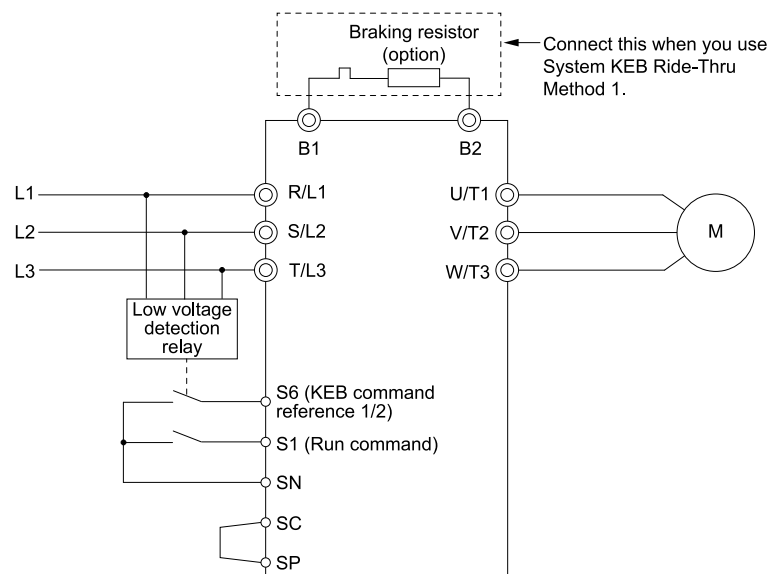 Braking resistor
(option)
Connect this when you use
System KEB Ride-Thru
Method 1.
B1
B2
L1
R/L1
U/T1
L2
S/L2
V/T2
M
L3
T/L3
W/T3
Low voltage
detection
relay
S6 (KEB command
reference 1/2)
S1 (Run command)
SN
SC
SP